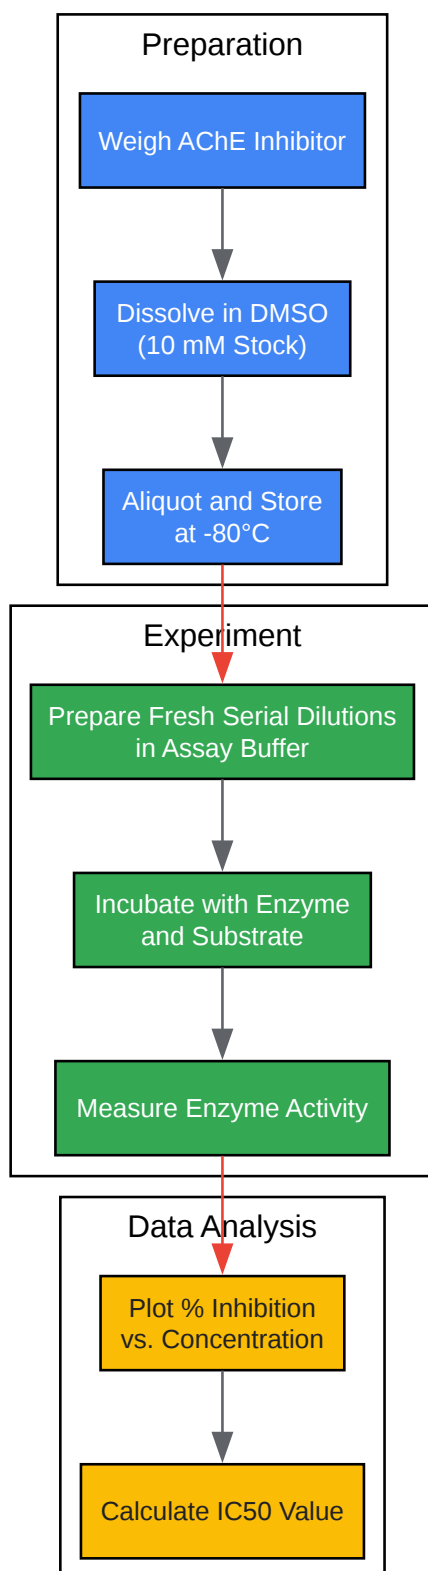 Preparation
Weigh AChE Inhibitor
Dissolve in DMSO
(10 mM Stock)
Aliquot and Store
at -80°C
Experiment
Prepare Fresh Serial Dilutions
in Assay Buffer
Incubate with Enzyme
and Substrate
Measure Enzyme Activity
Data Analysis
Plot % Inhibition
vs. Concentration
Calculate IC50 Value